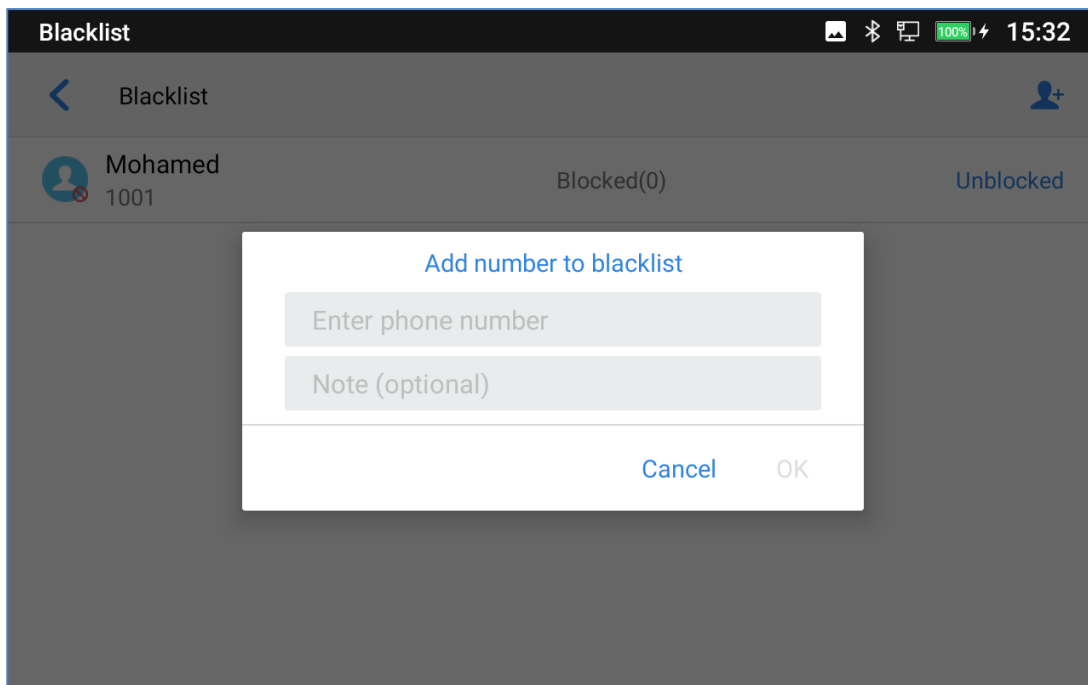 Blacklist 100% 15:32
Blacklist
Mohamed
1001
Blocked(0)
Unblocked
Add number to blacklist
Enter phone number
Note (optional)
Cancel OK